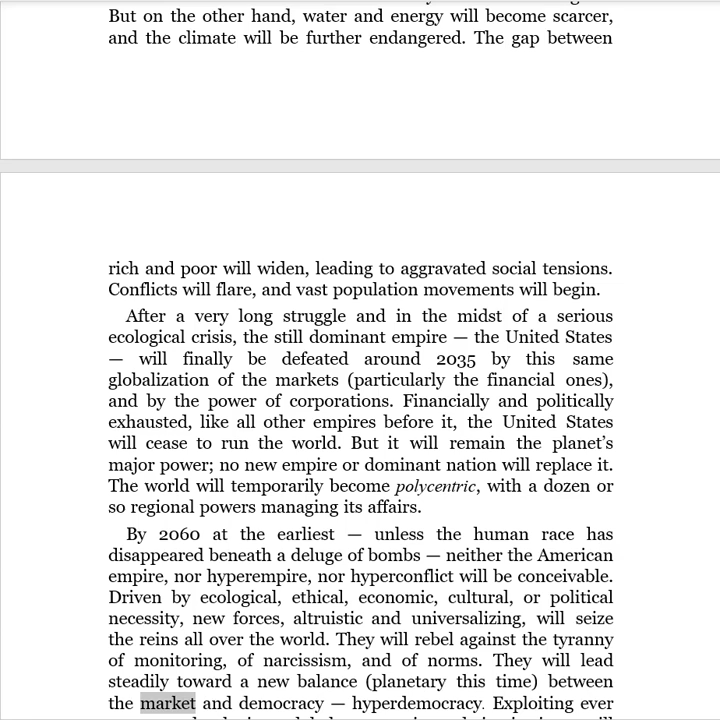 But on the other hand, water and energy will become scarcer,
and the climate will be further endangered. The gap between
rich and poor will widen, leading to aggravated social tensions.
Conflicts will flare, and vast population movements will begin.
After a very long struggle and in the midst of a serious
ecological crisis, the still dominant empire — the United States
— will finally be defeated around 2035 by this same
globalization of the markets (particularly the financial ones),
and by the power of corporations. Financially and politically
exhausted, like all other empires before it, the United States
will cease to run the world. But it will remain the planet’s
major power; no new empire or dominant nation will replace it.
The world will temporarily become polycentric, with a dozen or
so regional powers managing its affairs.
By 2060 at the earliest — unless the human race has
disappeared beneath a deluge of bombs — neither the American
empire, nor hyperempire, nor hyperconflict will be conceivable.
Driven by ecological, ethical, economic, cultural, or political
necessity, new forces, altruistic and universalizing, will seize
the reins all over the world. They will rebel against the tyranny
of monitoring, of narcissism, and of norms. They will lead
steadily toward a new balance (planetary this time) between
the market and democracy — hyperdemocracy. Exploiting ever